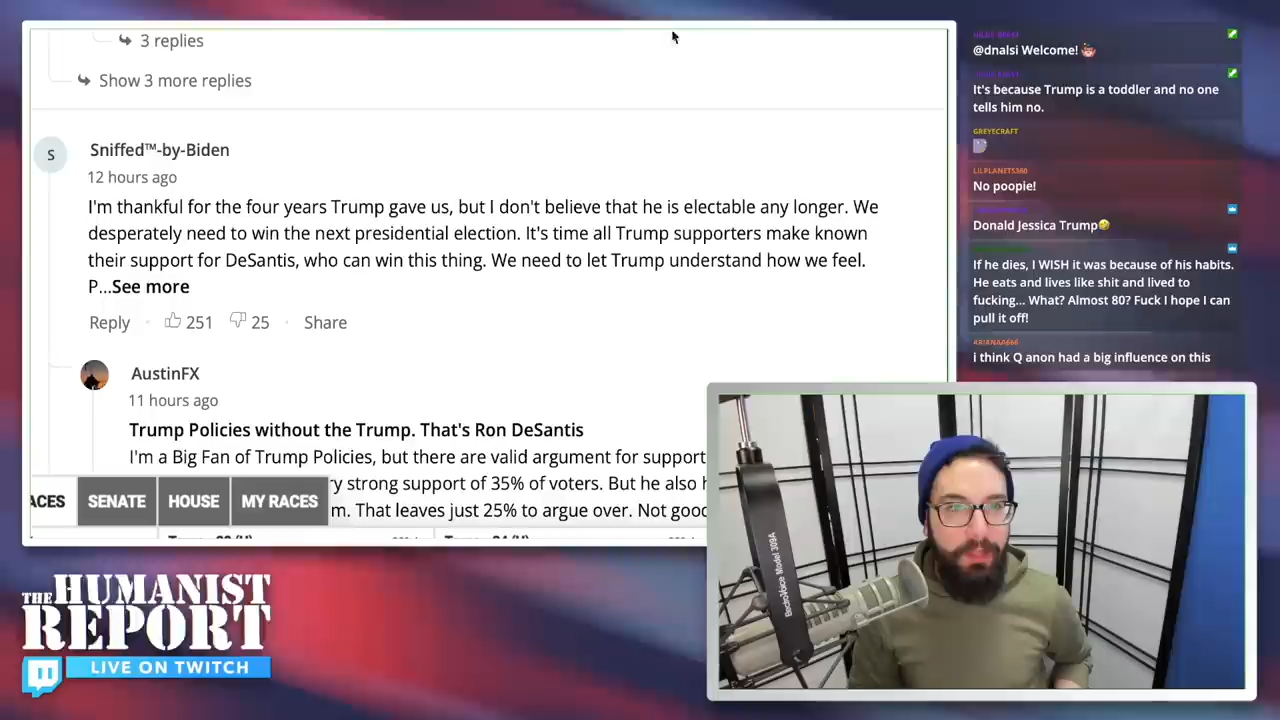 3 replies
Show 3 more replies
S
Sniffed™-by-Biden
12 hours ago
I'm thankful for the four years Trump gave us, but I don't believe that he is electable any longer. We
desperately need to win the next presidential election. It's time all Trump supporters make known
their support for DeSantis, who can win this thing. We need to let Trump understand how we feel.
P...See more
Reply · 251 25 · Share
AustinFX
11 hours ago
Trump Policies without the Trump. That's Ron DeSantis
I'm a Big Fan of Trump Policies, but there are valid argument for support
ry strong support of 35% of voters. But he also h
m. That leaves just 25% to argue over. Not good
ACES
SENATE
HOUSE
MY RACES
THE HUMANIST
REPORT
LIVE ON TWITCH
@dnalsi Welcome!
It's because Trump is a toddler and no one
tells him no.
GREYECRAFT
LILPLANETS360
No poopie!
Donald Jessica Trump🤣
If he dies, I WISH it was because of his habits.
He eats and lives like shit and lived to
fucking... What? Almost 80? Fuck I hope I can
pull it off!
i think Q anon had a big influence on this
ElectroVoice Model 309A